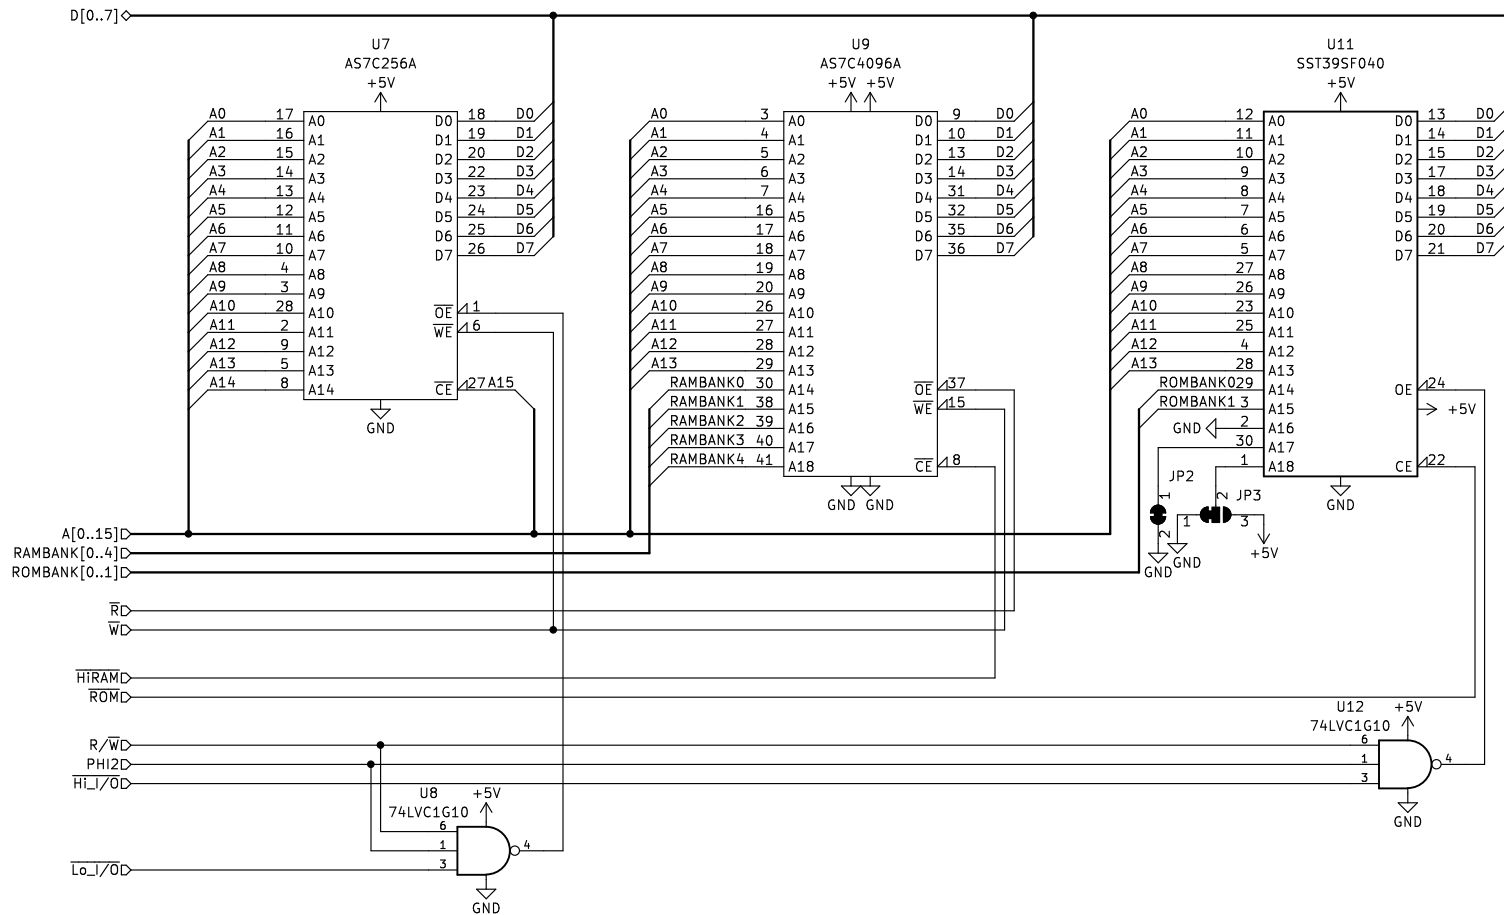 D[0..7]
U7
AS7C256A
+5V
U9
AS7C4096A
+5V +5V
U11
SST39SF040
+5V
A0 17 A0 D0 18 D0 A0 3 A0 D0 9 D0 A0 12 A0 D0 13 D0
A1 16 A1 D1 19 D1 A1 4 A1 D1 10 D1 A1 11 A1 D1 14 D1
A2 15 A2 D2 20 D2 A2 5 A2 D2 13 D2 A2 10 A2 D2 15 D2
A3 14 A3 D3 22 D3 A3 6 A3 D3 14 D3 A3 9 A3 D3 17 D3
A4 13 A4 D4 23 D4 A4 7 A4 D4 31 D4 A4 8 A4 D4 18 D4
A5 12 A5 D5 24 D5 A5 16 A5 D5 32 D5 A5 7 A5 D5 19 D5
A6 11 A6 D6 25 D6 A6 17 A6 D6 35 D6 A6 6 A6 D6 20 D6
A7 10 A7 D7 26 D7 A7 18 A7 D7 36 D7 A7 5 A7 D7 21 D7
A8 4 A8 A8 19 A8 A8 27 A8
A9 3 A9 A9 20 A9 A9 26 A9
A10 28 A10 OE 1 A10 26 A10 A10 23 A10
A11 2 A11 WE 6 A11 27 A11 A11 25 A11
A12 9 A12 A12 28 A12 A12 4 A12
A13 5 A13 A13 29 A13 A13 28 A13
A14 8 A14 CE 27 A15 RAMBANK0 30 A14 OE 37 ROMBANK0 29 A14 OE 24
RAMBANK1 38 A15 WE 15 ROMBANK1 3 A15 +5V
GND RAMBANK2 39 A16 GND 2 A16
RAMBANK3 40 A17 30 A17
RAMBANK4 41 A18 CE 8 1 A18 CE 22
GND GND GND
JP2
1
2
GND
JP3
2
1 3
GND
+5V
A[0..15]
RAMBANK[0..4]
ROMBANK[0..1]
R
W
HiRAM
ROM
U12 +5V
74LVC1G10
R/W 6
PHI2 1 4
Hi_I/O 3
GND
U8 +5V
74LVC1G10
6
1 4
Lo_I/O 3
GND